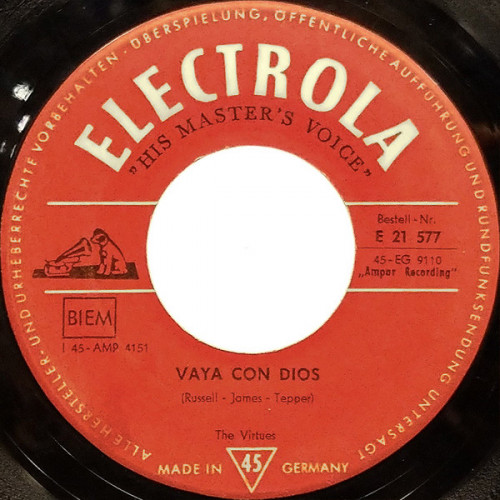 ALLE HERSTELLER- UND URHEBERRECHTE VORBEHALTEN · ÜBERSPIELUNG, ÖFFENTLICHE AUFFÜHRUNG UND RUNDFUNKSENDUNG UNTERSAGT
ELECTROLA
„HIS MASTER'S VOICE"
Bestell - Nr.
E 21 577
45 - EG 9110
„Ampar Recording"
BIEM
I 45 - AMP 4151
VAYA CON DIOS
(Russell - James - Tepper)
The Virtues
MADE IN 45 GERMANY